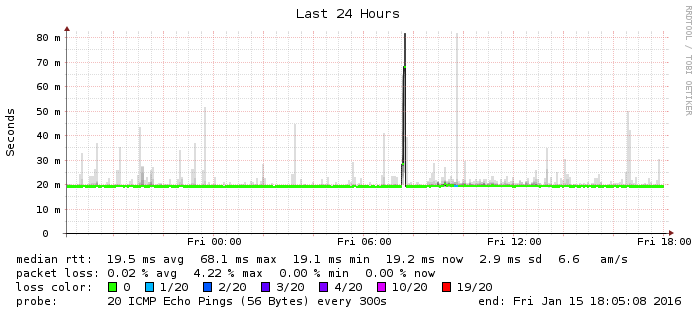 Last 24 Hours
RRDTOOL / TOBI OETIKER
Seconds
80 m
70 m
60 m
50 m
40 m
30 m
20 m
10 m
0
Fri 00:00 Fri 06:00 Fri 12:00 Fri 18:00
median rtt: 19.5 ms avg 68.1 ms max 19.1 ms min 19.2 ms now 2.9 ms sd 6.6 am/s
packet loss: 0.02 % avg 4.22 % max 0.00 % min 0.00 % now
loss color: 0 1/20 2/20 3/20 4/20 10/20 19/20
probe: 20 ICMP Echo Pings (56 Bytes) every 300s end: Fri Jan 15 18:05:08 2016